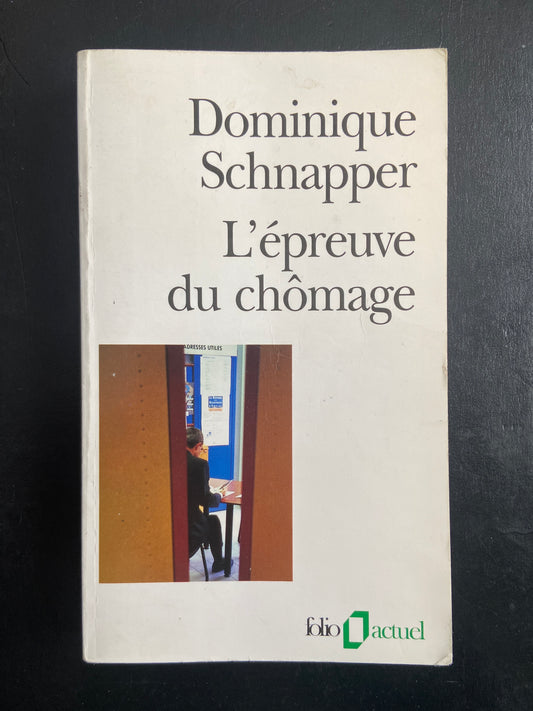 Dominique
Schnapper
L'épreuve
du chômage
ADRESSES UTILES
folio actuel